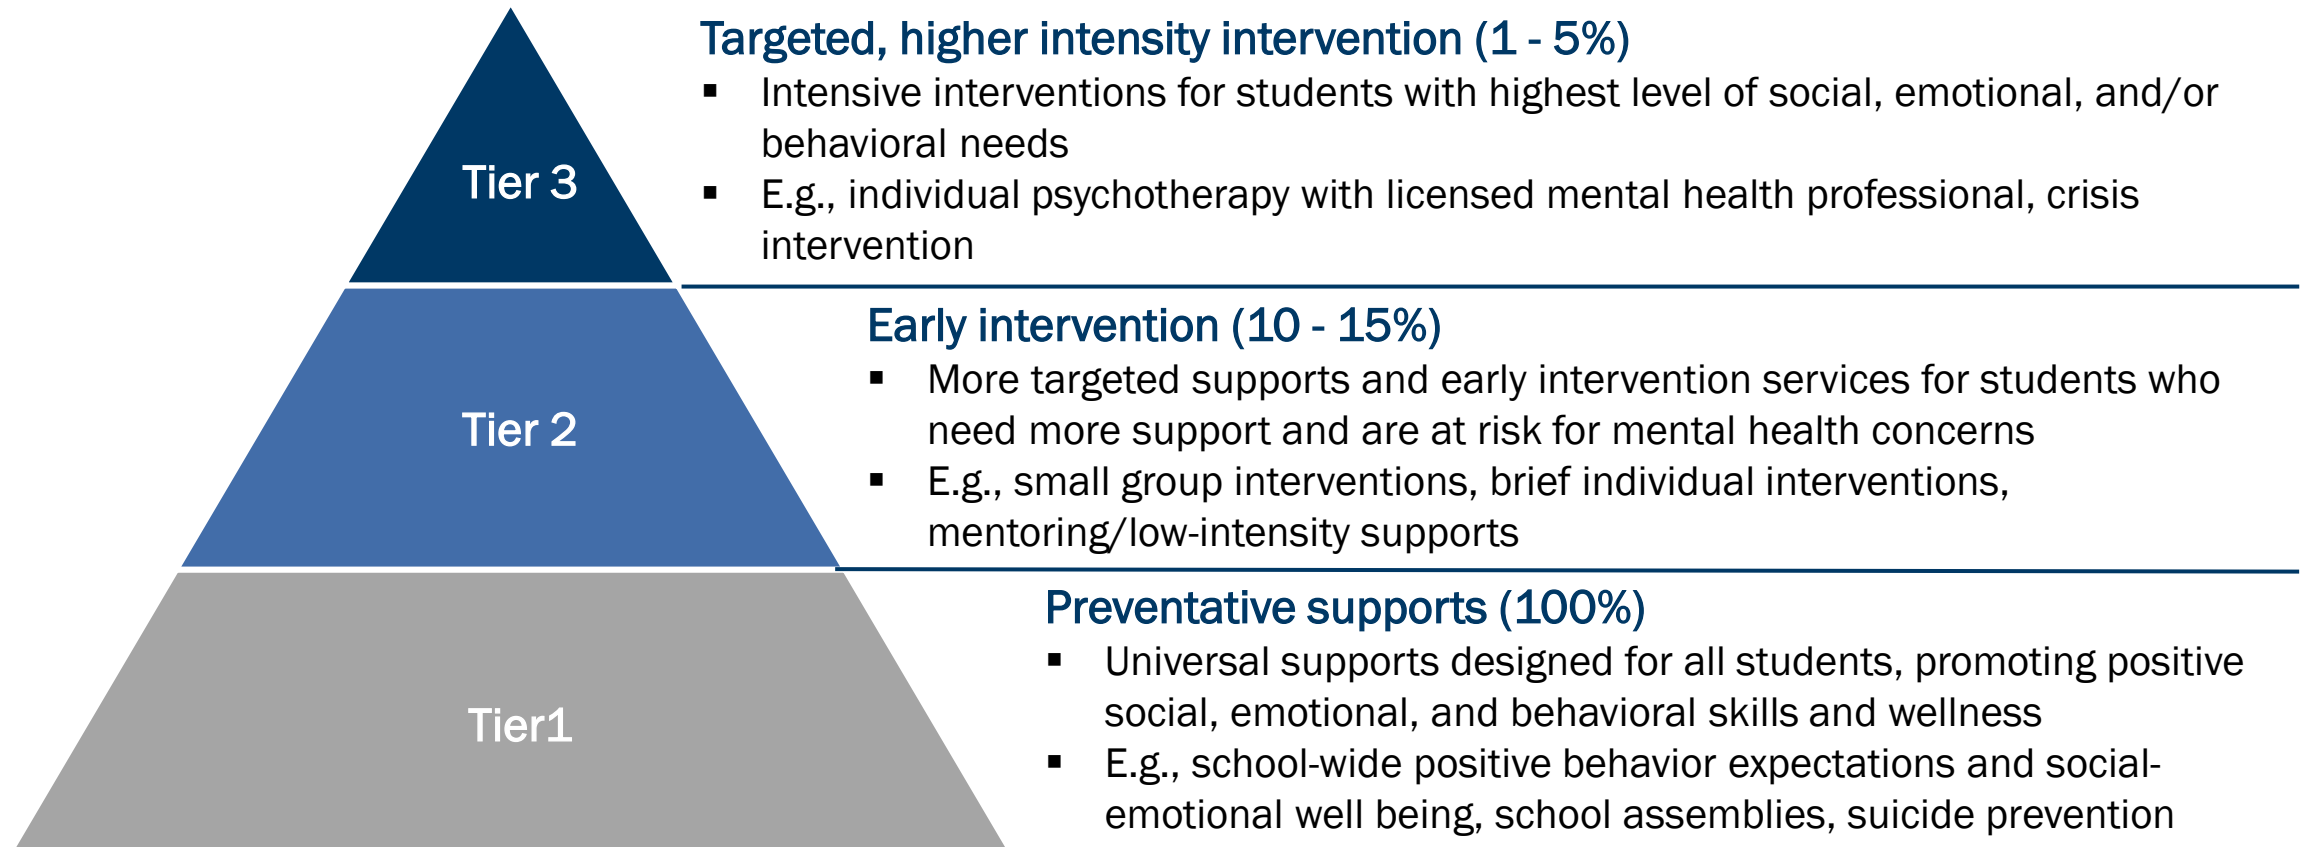 Targeted, higher intensity intervention (1 - 5%)
▪ Intensive interventions for students with highest level of social, emotional, and/or
behavioral needs
▪ E.g., individual psychotherapy with licensed mental health professional, crisis
intervention
Tier 3
Early intervention (10 - 15%)
▪ More targeted supports and early intervention services for students who
need more support and are at risk for mental health concerns
▪ E.g., small group interventions, brief individual interventions,
mentoring/low-intensity supports
Tier 2
Preventative supports (100%)
▪ Universal supports designed for all students, promoting positive
social, emotional, and behavioral skills and wellness
▪ E.g., school-wide positive behavior expectations and social-
emotional well being, school assemblies, suicide prevention
Tier1